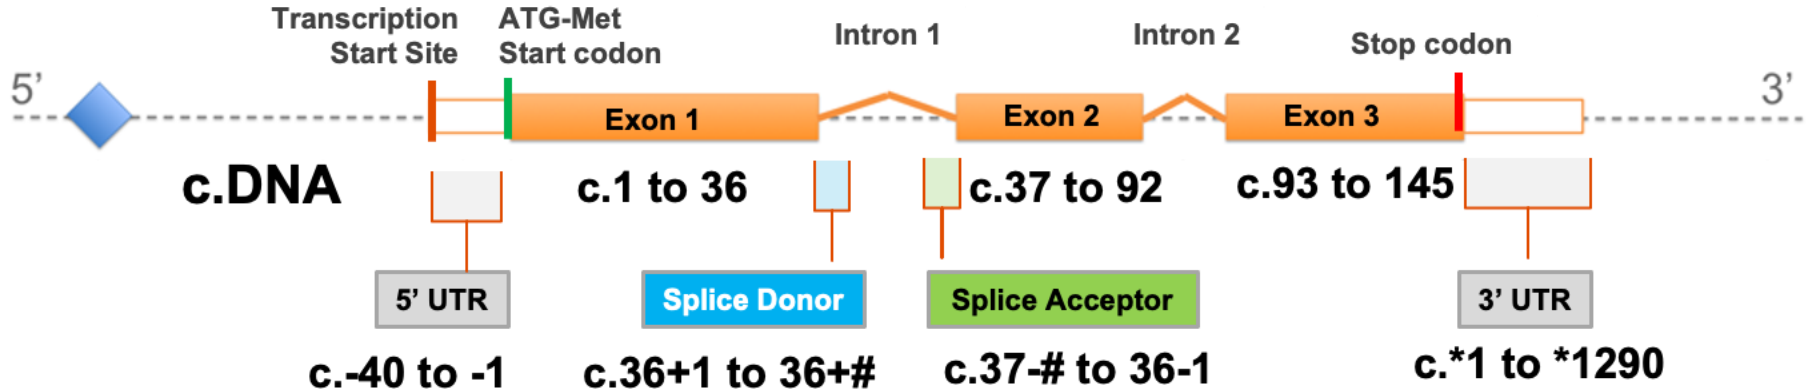 Transcription
Start Site
ATG-Met
Start codon
Intron 1
Intron 2
Stop codon
5’
3’
Exon 1
Exon 2
Exon 3
c.DNA
c.1 to 36
c.37 to 92
c.93 to 145
5’ UTR
Splice Donor
Splice Acceptor
3’ UTR
c.-40 to -1
c.36+1 to 36+#
c.37-# to 36-1
c.*1 to *1290